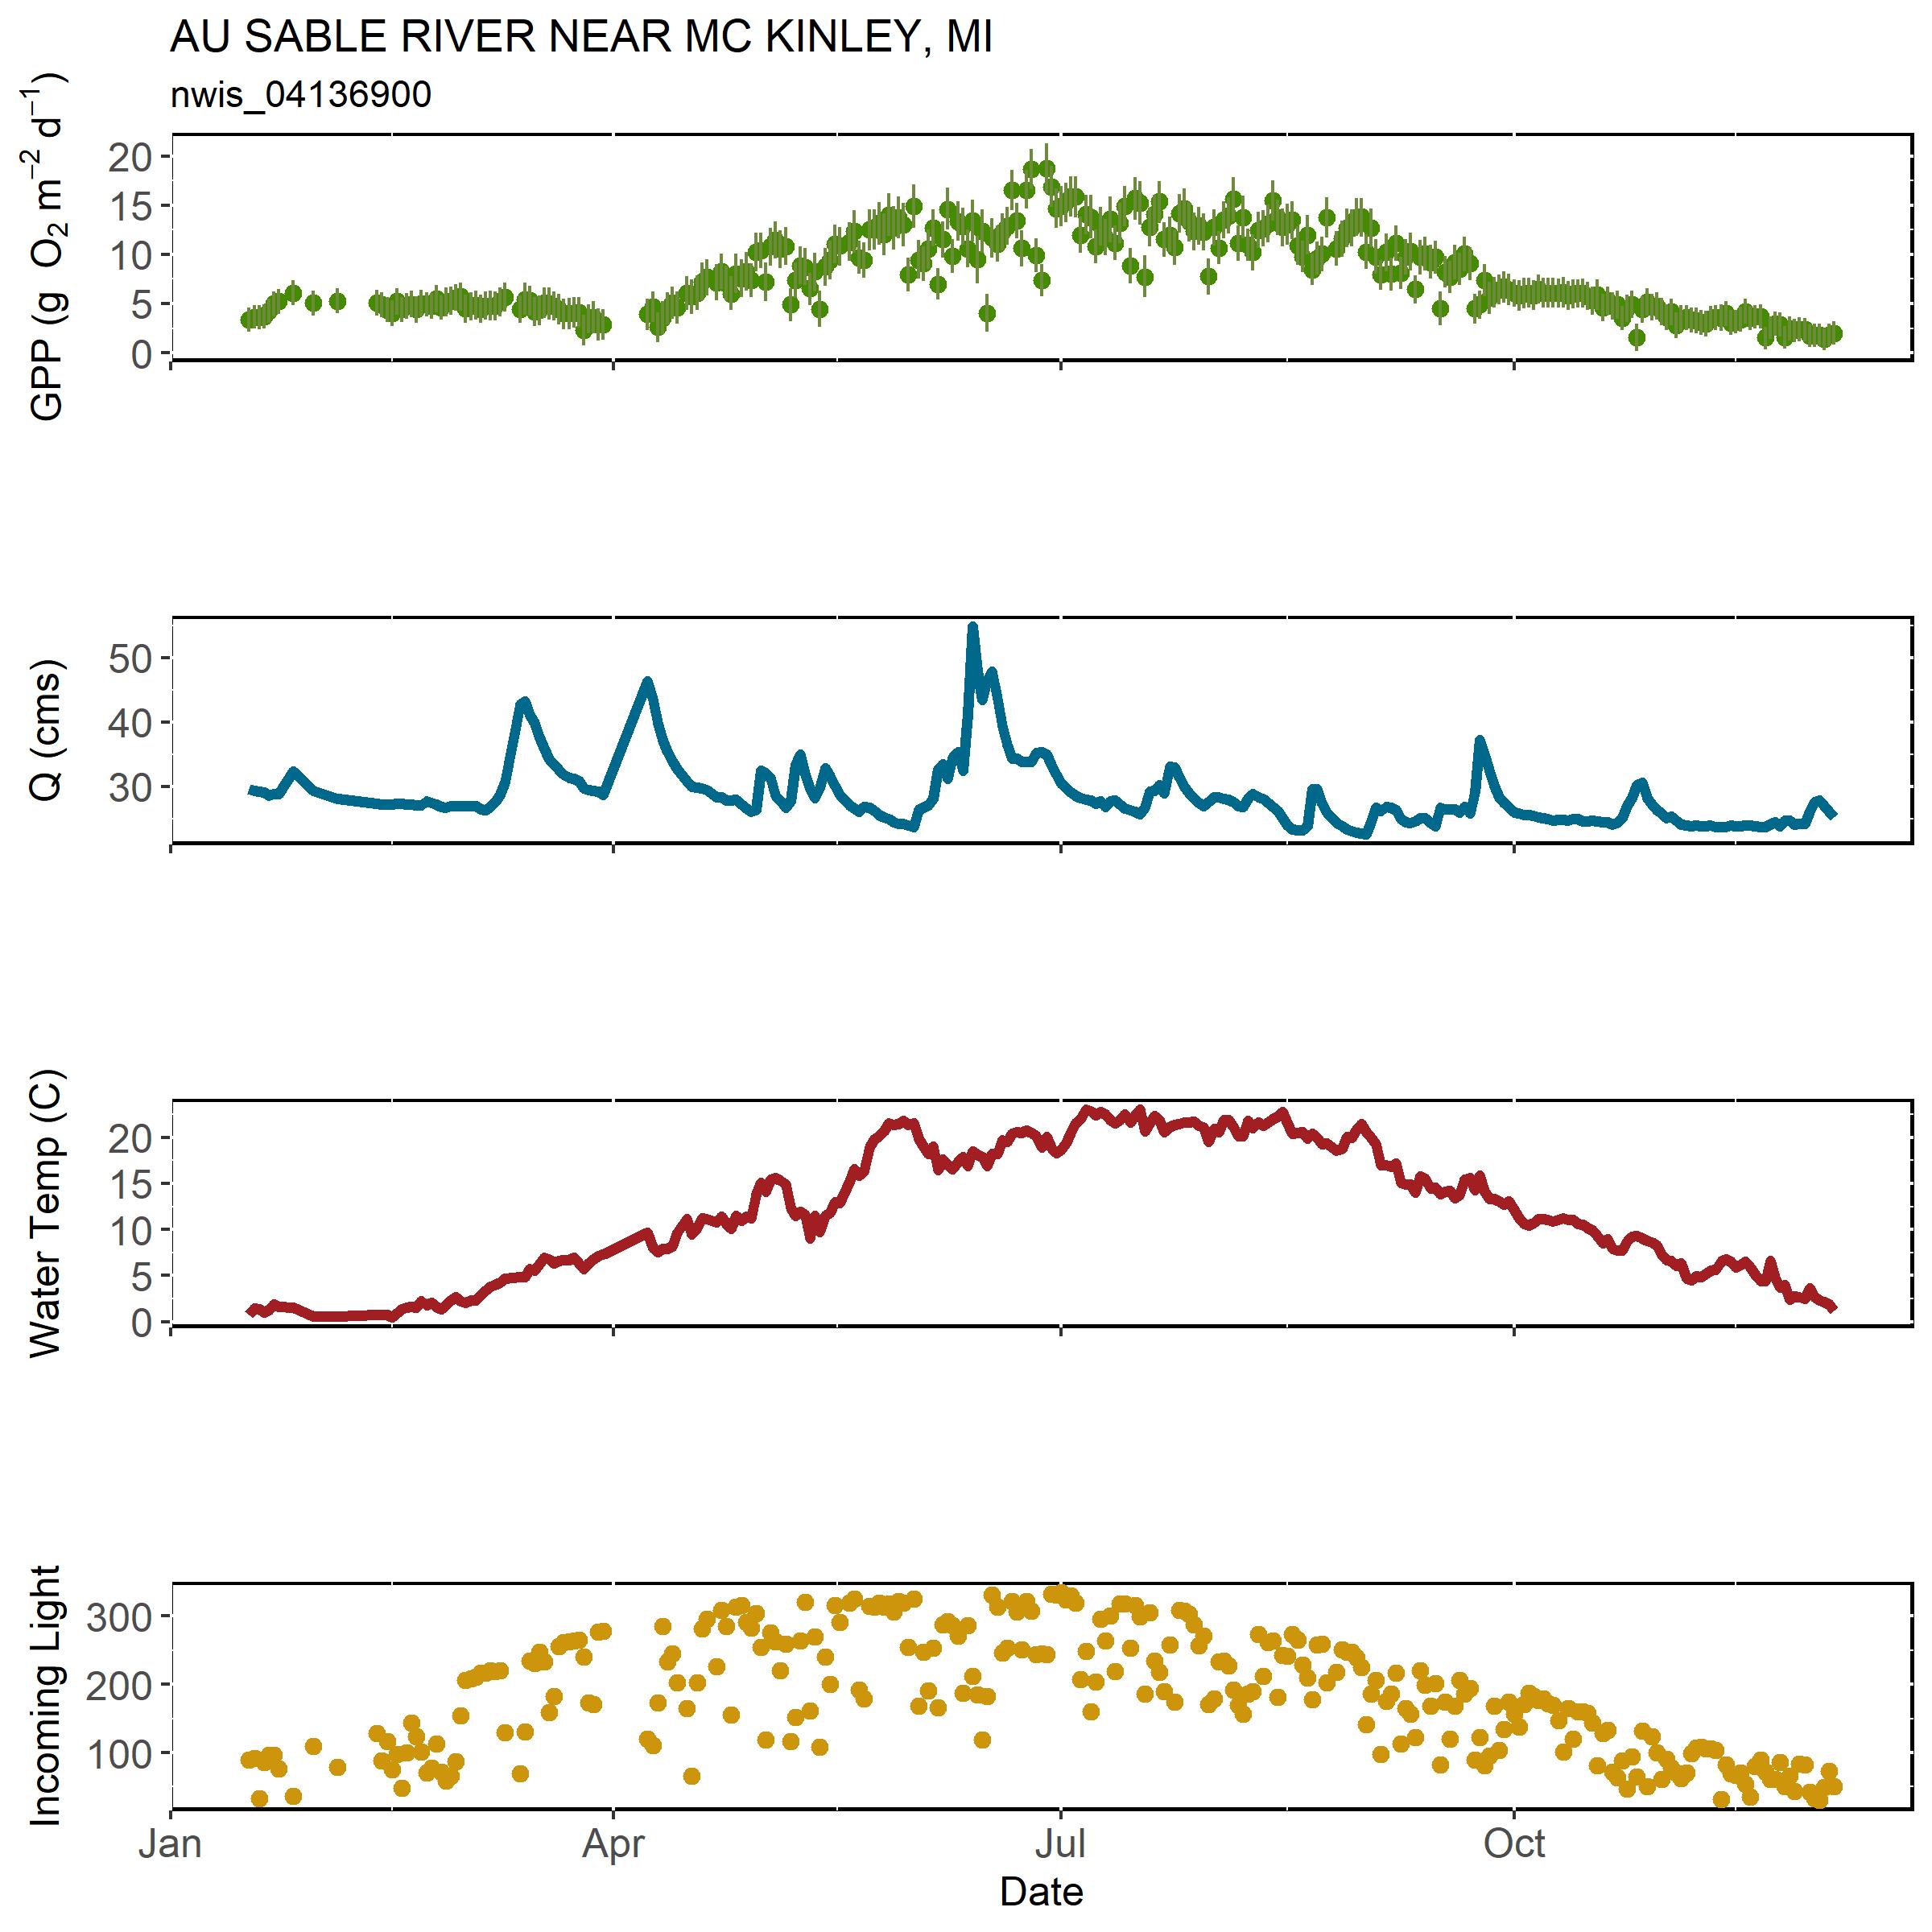 AU SABLE RIVER NEAR MC KINLEY, MI
nwis_04136900
GPP (g O₂ m⁻² d⁻¹)
20
15
10
5
0
Q (cms)
50
40
30
Water Temp (C)
20
15
10
5
0
Incoming Light
300
200
100
Jan Apr Jul Oct
Date